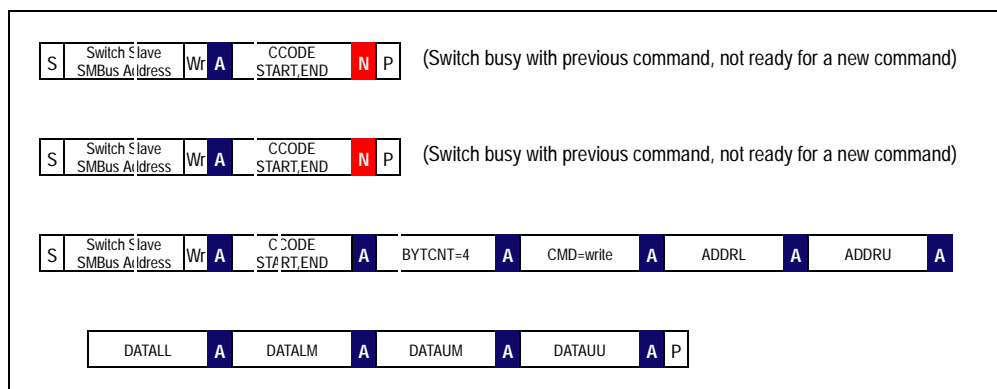 S Switch Slave SMBus Address Wr A CCODE START,END N P (Switch busy with previous command, not ready for a new command)
S Switch Slave SMBus Address Wr A CCODE START,END N P (Switch busy with previous command, not ready for a new command)
S Switch Slave SMBus Address Wr A CCODE START,END A BYTCNT=4 A CMD=write A ADDRL A ADDRU A
DATALL A DATALM A DATAUM A DATAUU A P